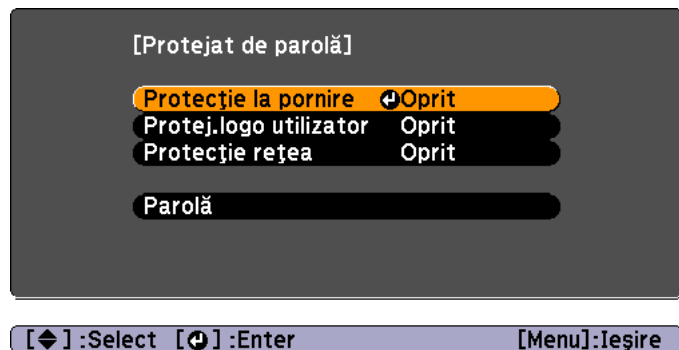 [Protejat de parolă]
Protecţie la pornire Oprit
Protej.logo utilizator Oprit
Protecţie reţea Oprit
Parolă
[◆]:Select [↵]:Enter [Menu]:Ieşire